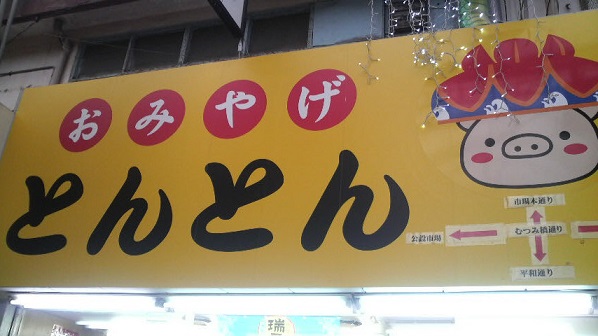 おみやげ
とんとん
市場本通り
公設市場
むつみ橋通り
平和通り
瑞